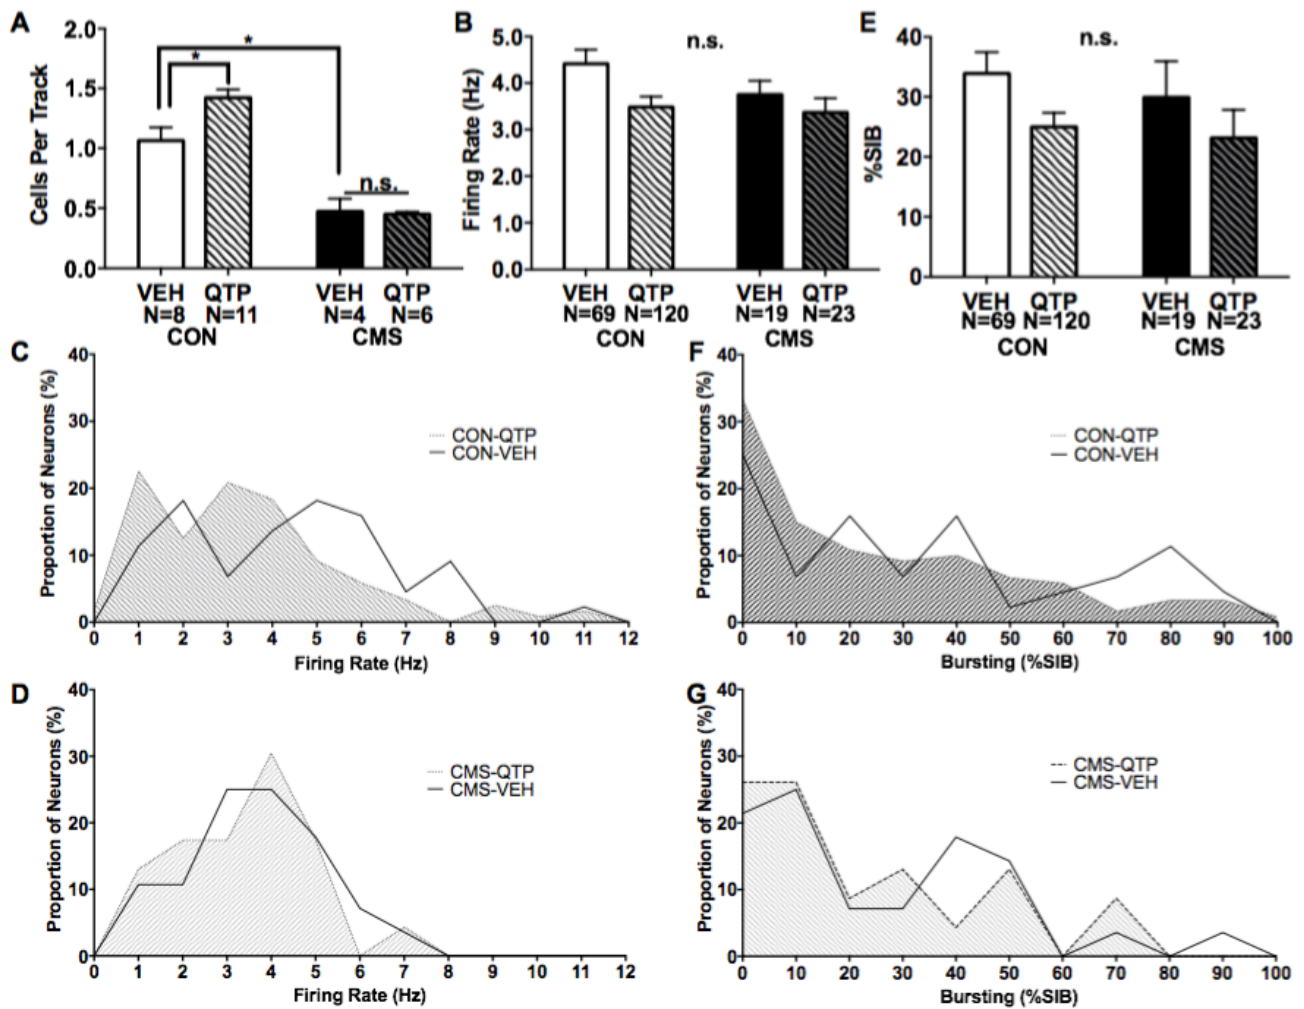 A
2.0
1.5
1.0
0.5
0.0
Cells Per Track
*
*
n.s.
VEH QTP VEH QTP
N=8 N=11 N=4 N=6
CON CMS
B
5.0
4.0
3.0
2.0
1.0
0.0
Firing Rate (Hz)
n.s.
VEH QTP VEH QTP
N=69 N=120 N=19 N=23
CON CMS
E
40
30
20
10
0
%SIB
n.s.
VEH QTP VEH QTP
N=69 N=120 N=19 N=23
CON CMS
C
40
30
20
10
0
Proportion of Neurons (%)
CON-QTP
CON-VEH
0 1 2 3 4 5 6 7 8 9 10 11 12
Firing Rate (Hz)
F
40
30
20
10
0
Proportion of Neurons (%)
CON-QTP
CON-VEH
0 10 20 30 40 50 60 70 80 90 100
Bursting (%SIB)
D
40
30
20
10
0
Proportion of Neurons (%)
CMS-QTP
CMS-VEH
0 1 2 3 4 5 6 7 8 9 10 11 12
Firing Rate (Hz)
G
40
30
20
10
0
Proportion of Neurons (%)
CMS-QTP
CMS-VEH
0 10 20 30 40 50 60 70 80 90 100
Bursting (%SIB)